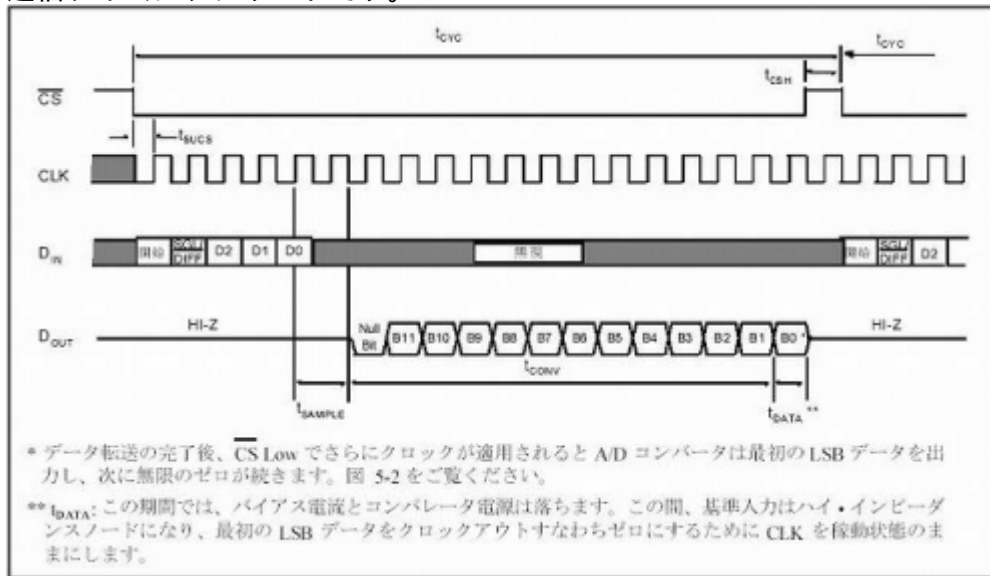 tCYC
tCYC
tCSH
CS
tSUCS
CLK
DIN 開始 SGL/DIFF D2 D1 D0 無視 開始 SGL/DIFF D2
DOUT HI-Z Null Bit B11 B10 B9 B8 B7 B6 B5 B4 B3 B2 B1 B0 * HI-Z
tCONV
tSAMPLE tDATA **
* データ転送の完了後、CS Low でさらにクロックが適用されると A/D コンバータは最初の LSB データを出
力し、次に無限のゼロが続きます。図 5-2 をご覧ください。
** tDATA: この期間では、バイアス電流とコンパレータ電源は落ちます。この間、基準入力はハイ・インピーダ
ンスノードになり、最初の LSB データをクロックアウトすなわちゼロにするために CLK を稼動状態のま
まにします。